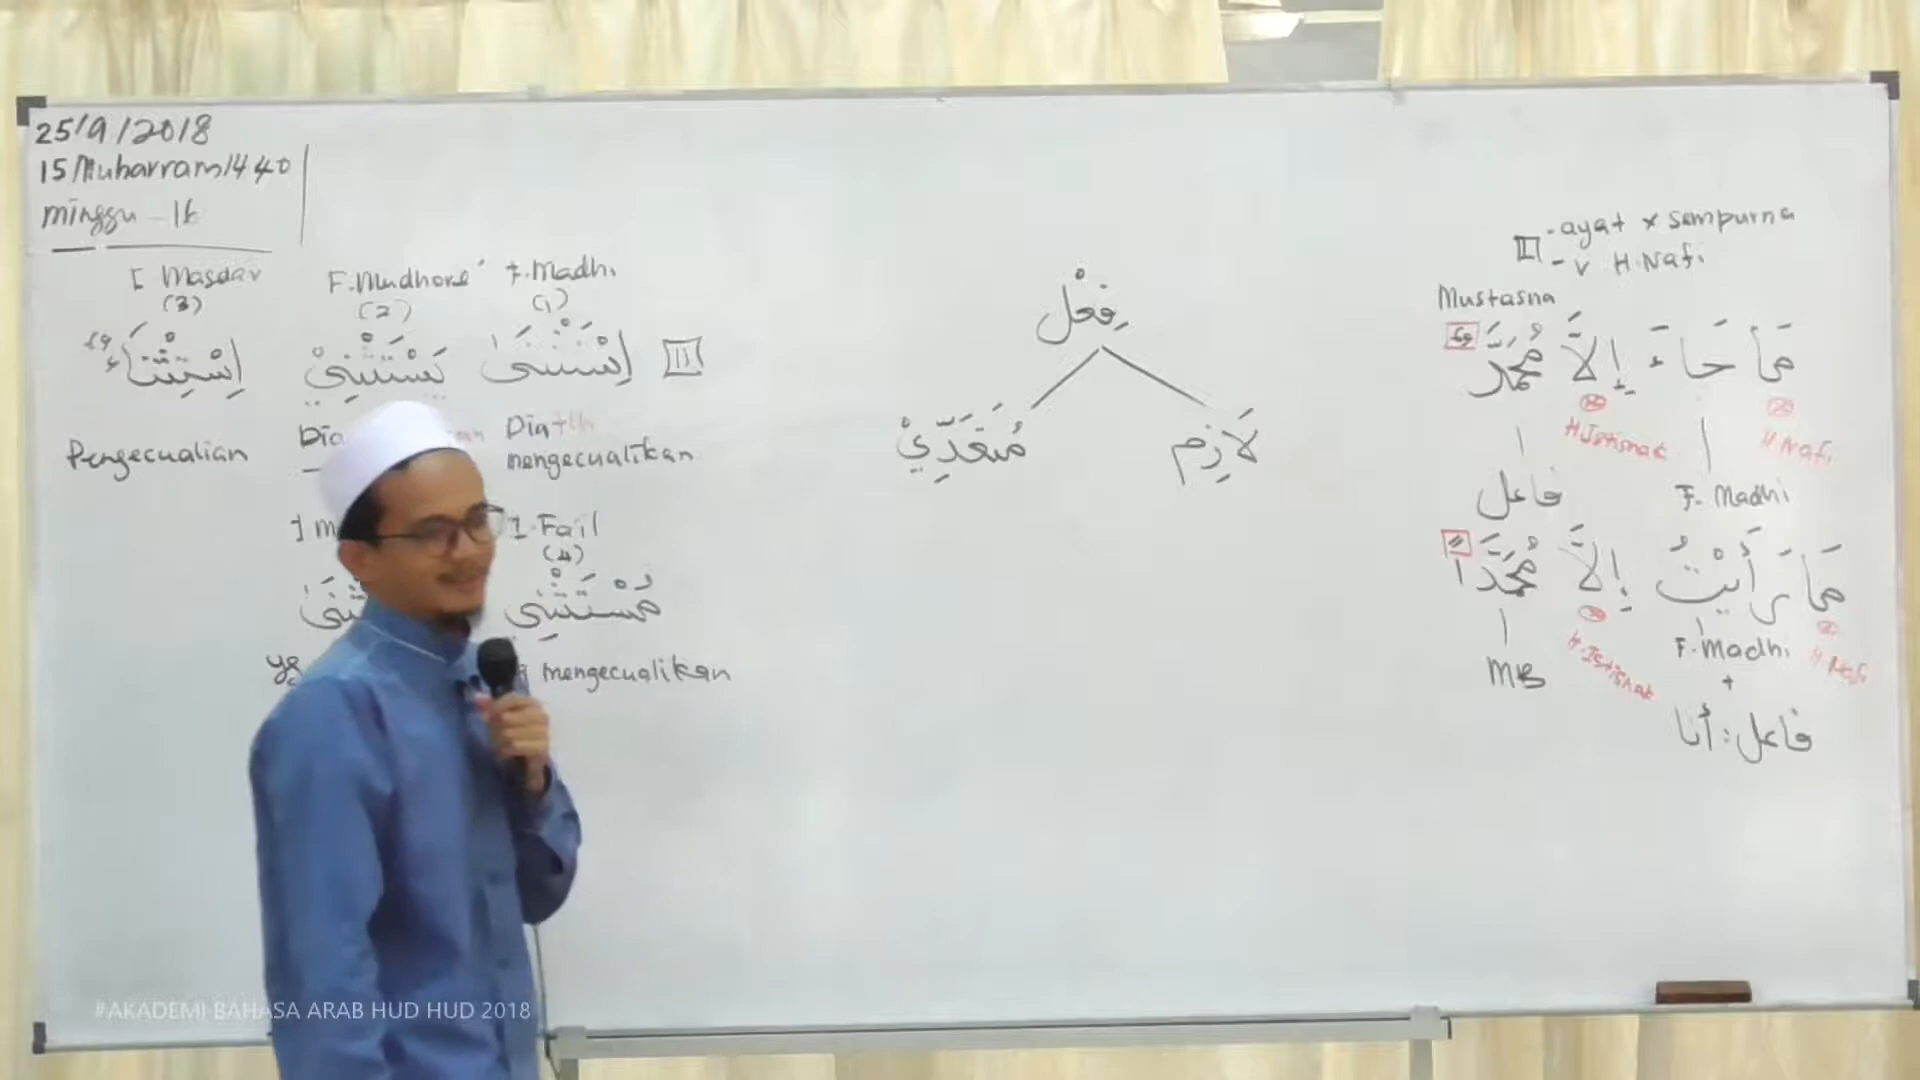 25/9/2018
15/Muharram/1440
minggu - 16
I Masdar F.Mudhore' F.Madhi
(3) (2) (1)
إِسْتَثْنَى يَسْتَثْنِيْ إِسْتِثْنَاء
Pengecualian Dia Diatlh
mengecualikan
I.Fail
(4)
مُسْتَثْنِي
mengecualikan
فِعْل
لَازِم مُتَعَدِّيْ
II - ayat x sempurna
- v H.Nafi
Mustasna
مَا جَاءَ إِلَّا مُحَمَّد
H.Istisnak H.Nafi
فاعل F. Madhi
مَا رَأَيْتُ إِلَّا مُحَمَّدًا
MB H.Istisnak F.Madhi H.Nafi
+
فاعل : أنا
#AKADEMI BAHASA ARAB HUD HUD 2018